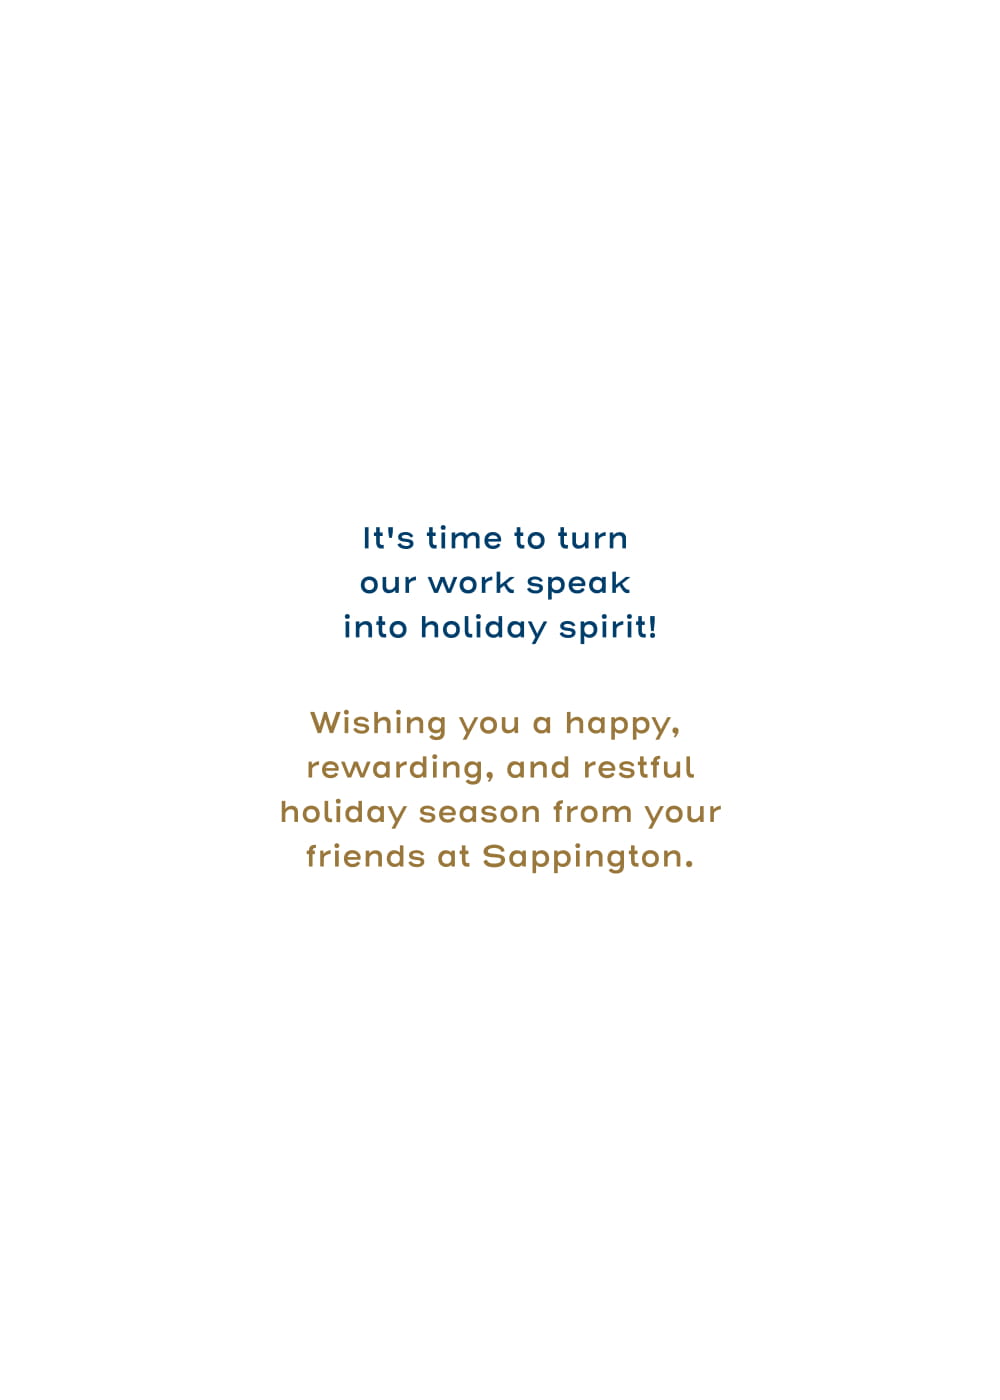 It's time to turn
our work speak
into holiday spirit!
Wishing you a happy,
rewarding, and restful
holiday season from your
friends at Sappington.